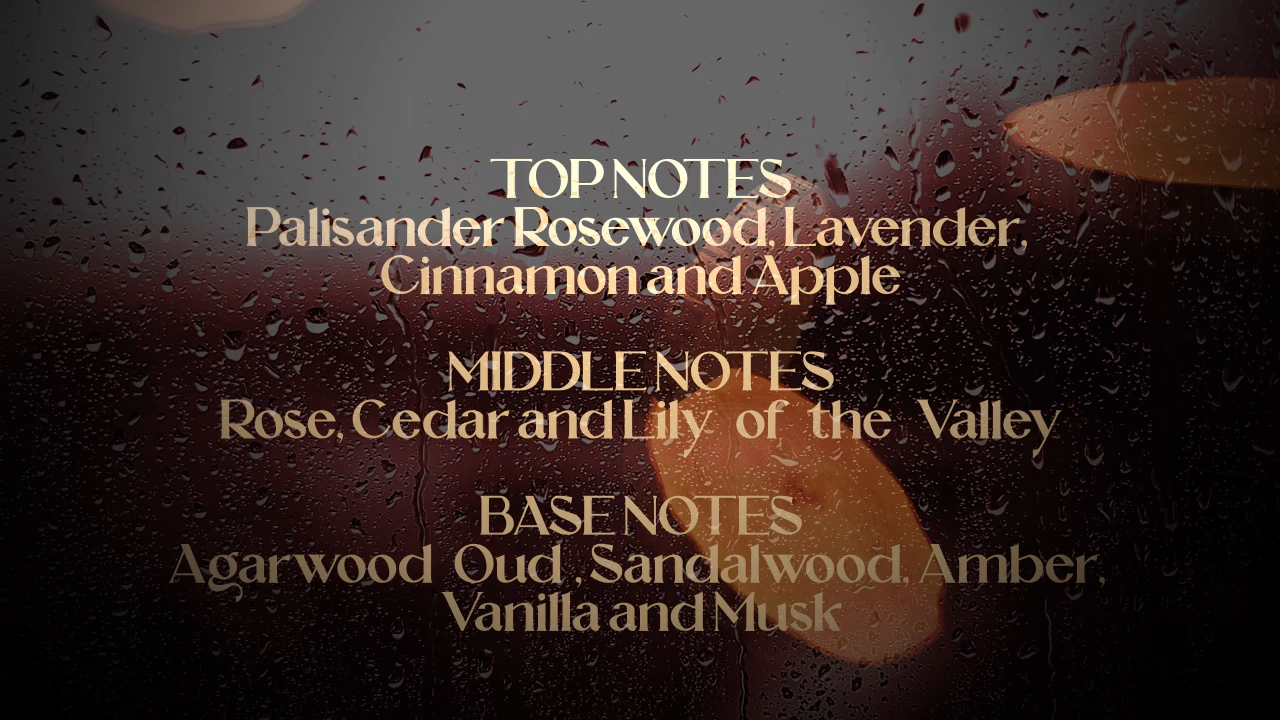 TOP NOTES
Palisander Rosewood, Lavender,
Cinnamon and Apple
MIDDLE NOTES
Rose, Cedar and Lily of the Valley
BASE NOTES
Agarwood Oud , Sandalwood, Amber,
Vanilla and Musk